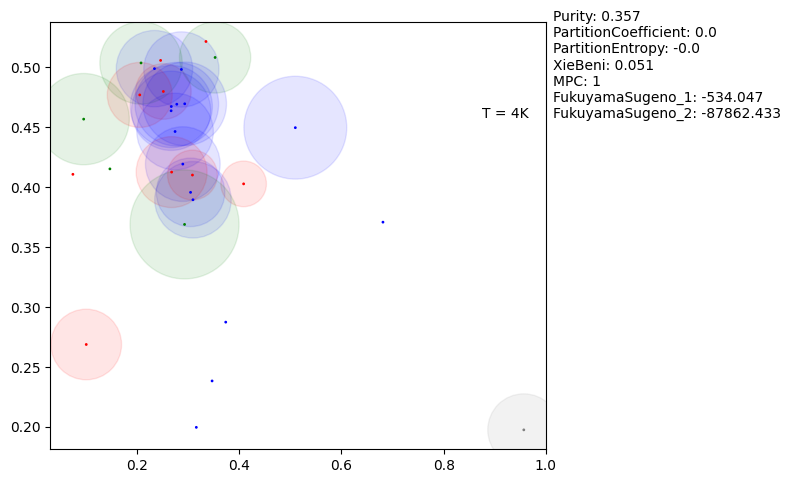 Purity: 0.357
PartitionCoefficient: 0.0
PartitionEntropy: -0.0
XieBeni: 0.051
MPC: 1
FukuyamaSugeno_1: -534.047
FukuyamaSugeno_2: -87862.433
T = 4K
0.50
0.45
0.40
0.35
0.30
0.25
0.20
0.2 0.4 0.6 0.8 1.0